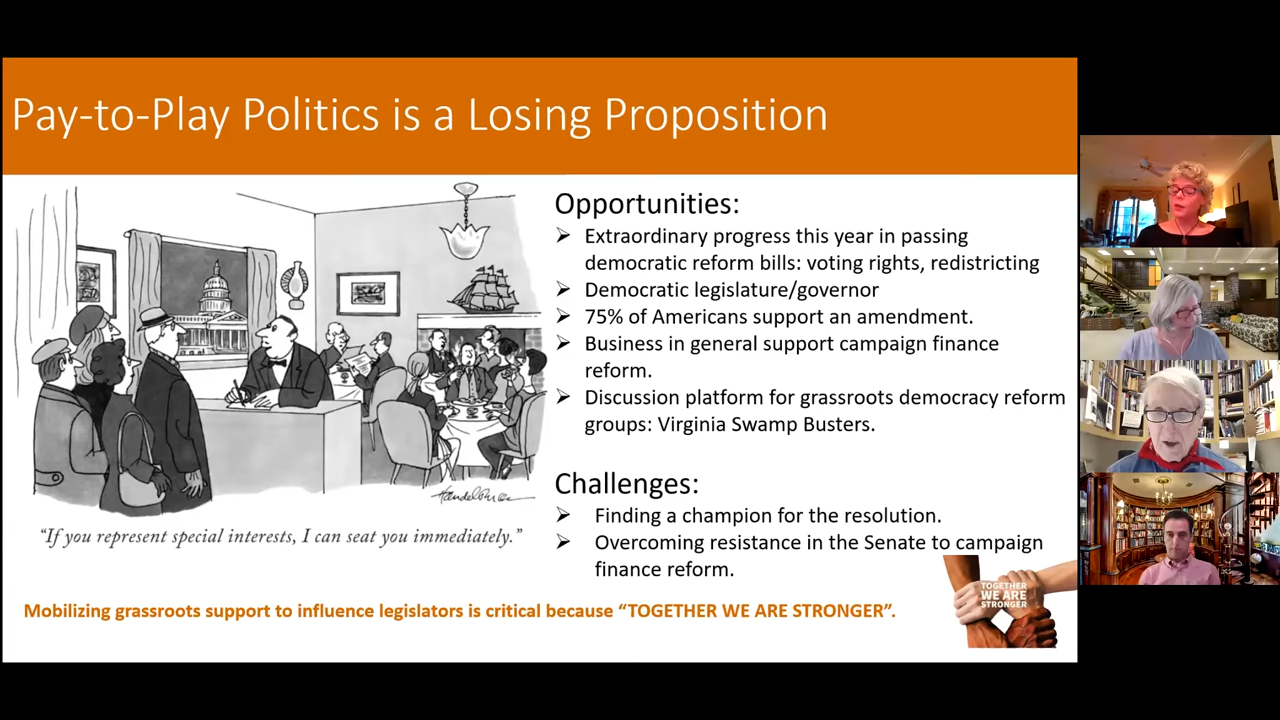 Pay-to-Play Politics is a Losing Proposition
Opportunities:
Extraordinary progress this year in passing
democratic reform bills: voting rights, redistricting
Democratic legislature/governor
75% of Americans support an amendment.
Business in general support campaign finance
reform.
Discussion platform for grassroots democracy reform
groups: Virginia Swamp Busters.
Challenges:
Finding a champion for the resolution.
Overcoming resistance in the Senate to campaign
finance reform.
“If you represent special interests, I can seat you immediately.”
TOGETHER
WE ARE
STRONGER
Mobilizing grassroots support to influence legislators is critical because “TOGETHER WE ARE STRONGER”.